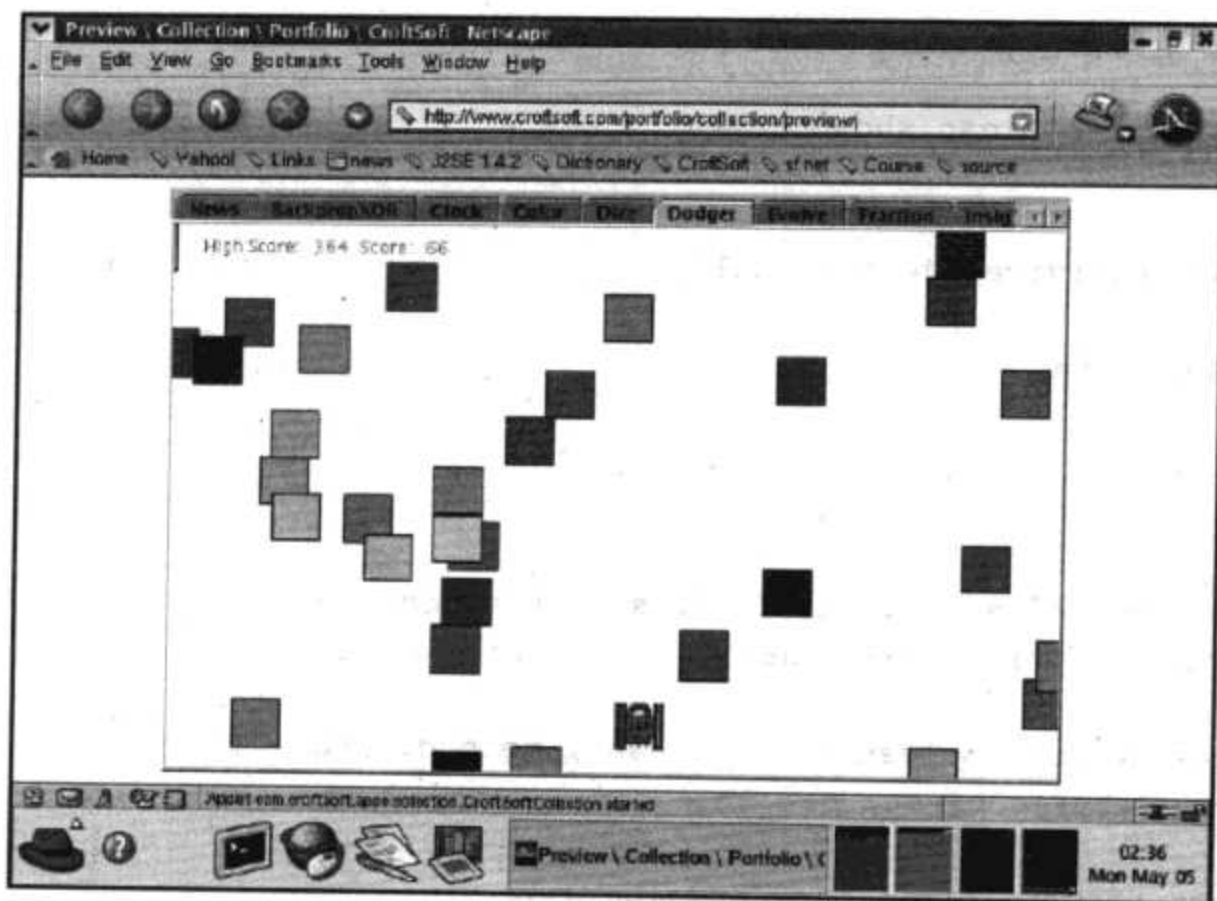 Preview \ Collection \ Portfolio \ CroftSoft - Netscape
File Edit View Go Bookmarks Tools Window Help
http://www.croftsoft.com/portfolio/collection/preview/
Home Yahoo! Links news J2SE 1.4.2 Dictionary CroftSoft sf.net Course source
News BackpropXOR Clock Color Dice Dodger Evolve Fraction Insig
High Score: 364 Score: 66
Applet com.croftsoft.apps.collection.CroftSoftCollection started
Preview \ Collection \ Portfolio \ C
02:36
Mon May 05